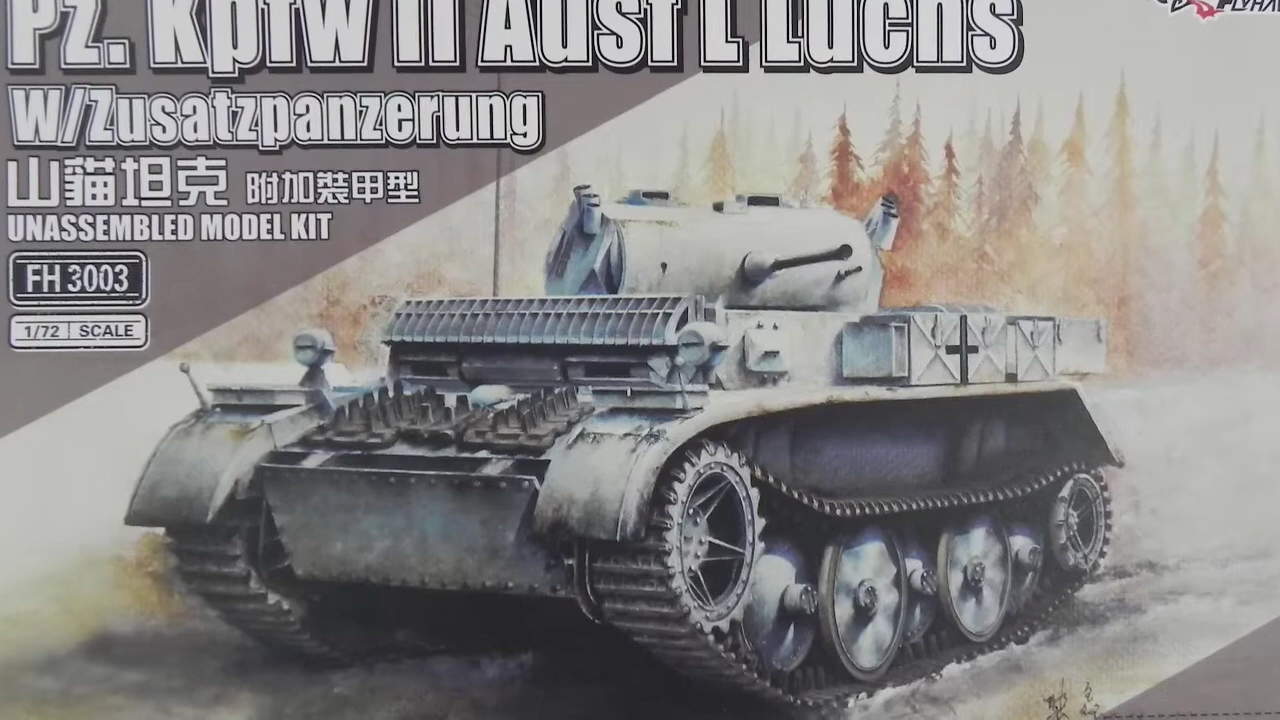 Pz. Kpfw II Ausf L Luchs
W/Zusatzpanzerung
山貓坦克 附加裝甲型
UNASSEMBLED MODEL KIT
FH 3003
1/72 SCALE